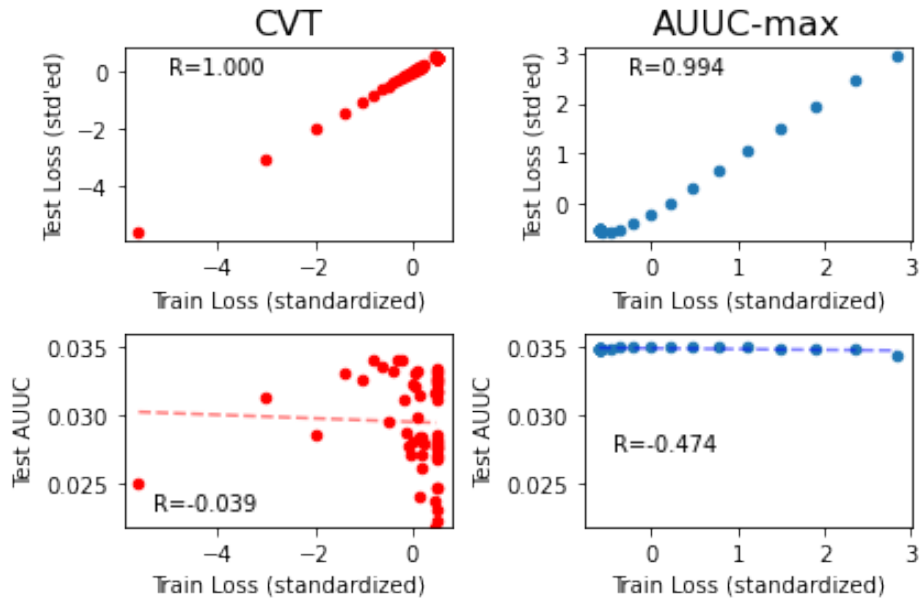 CVT
AUUC-max
Test Loss (std'ed)
0
−2
−4
R=1.000
−4 −2 0
Train Loss (standardized)
Test Loss (std'ed)
3
2
1
0
R=0.994
0 1 2 3
Train Loss (standardized)
Test AUUC
0.035
0.030
0.025
R=-0.039
−4 −2 0
Train Loss (standardized)
Test AUUC
0.035
0.030
0.025
R=-0.474
0 1 2 3
Train Loss (standardized)